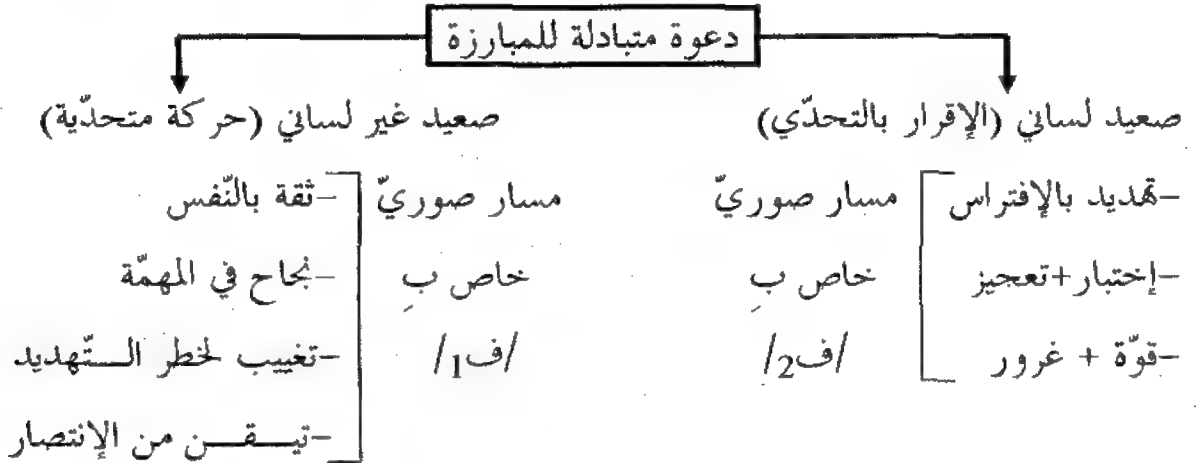 دعوة متبادلة للمبارزة
صعيد لساني (الإقرار بالتحدّي)
صعيد غير لساني (حركة متحدّية)
-تهديد بالإفتراس
مسار صوريّ
-إختبار+تعجيز
خاص بِ
-قوّة + غرور
/ف2/
مسار صوريّ
-ثقة بالنّفس
خاص بِ
-نجاح في المهمّة
/ف1/
-تغييب لخطر التّهديد
-تيقن من الإنتصار